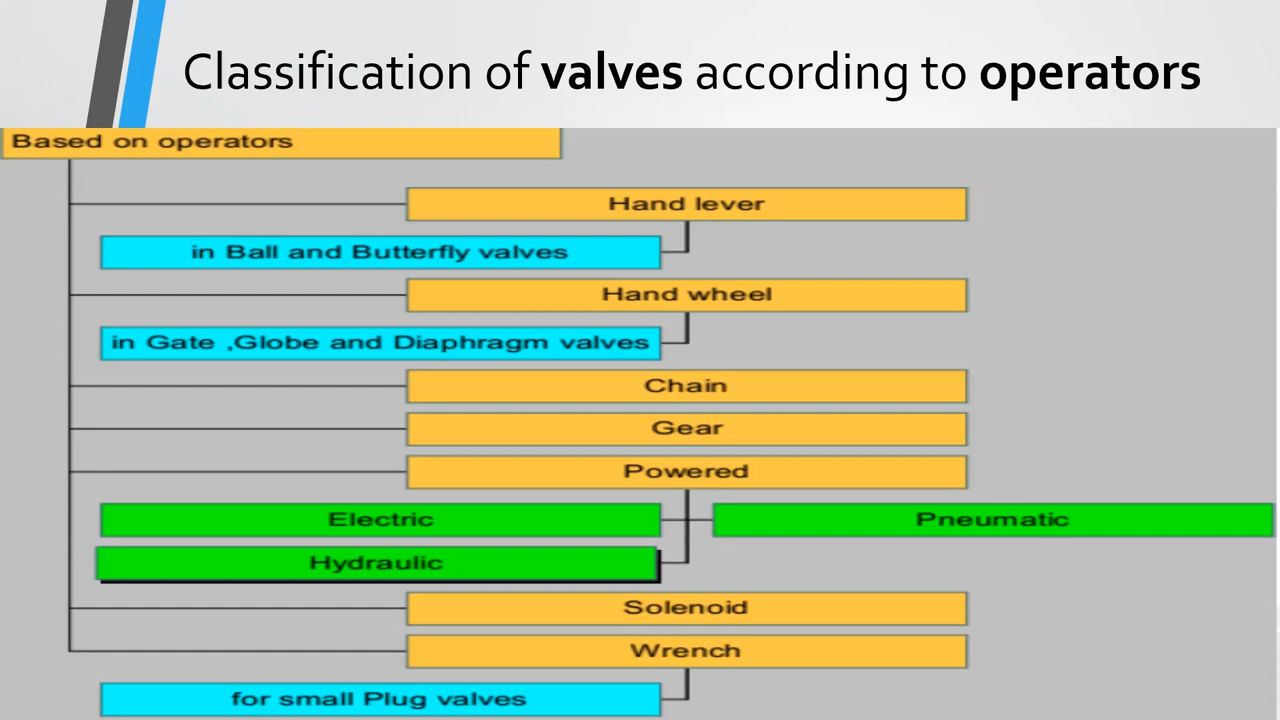 Classification of valves according to operators
Based on operators
Hand lever
in Ball and Butterfly valves
Hand wheel
in Gate ,Globe and Diaphragm valves
Chain
Gear
Powered
Electric
Pneumatic
Hydraulic
Solenoid
Wrench
for small Plug valves